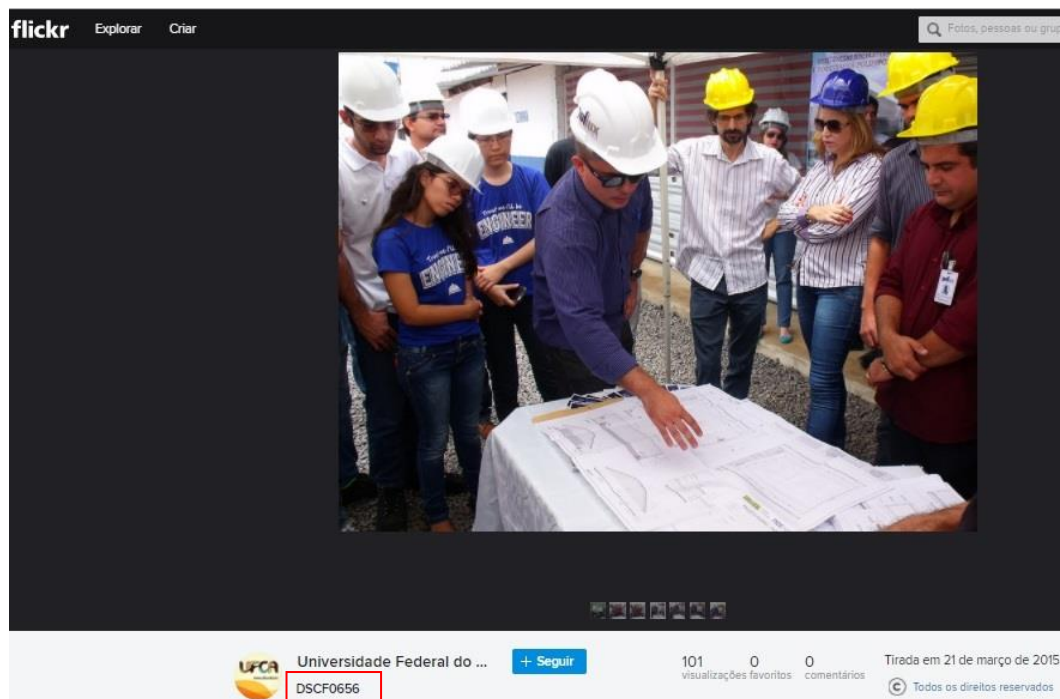 flickr Explorar Criar Fotos, pessoas ou grup
ENGINEER
ENGINE
UFCA
Universidade Federal do ...
+ Seguir
DSCF0656
101
visualizações
0
favoritos
0
comentários
Tirada em 21 de março de 2015
© Todos os direitos reservados